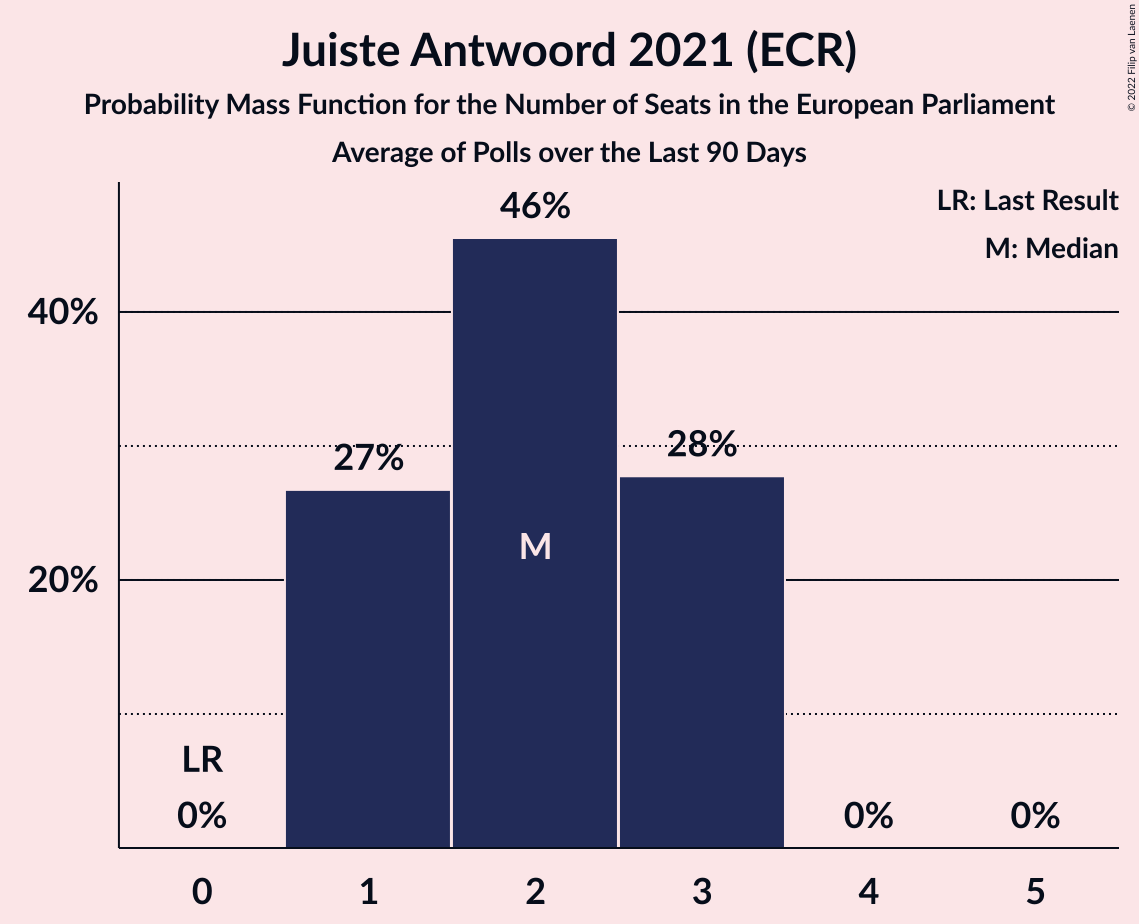 Juiste Antwoord 2021 (ECR)
Probability Mass Function for the Number of Seats in the European Parliament
Average of Polls over the Last 90 Days
© 2022 Filip van Laenen
LR: Last Result
M: Median
46%
40%
27%
28%
M
20%
LR
0%
0%
0%
0 1 2 3 4 5